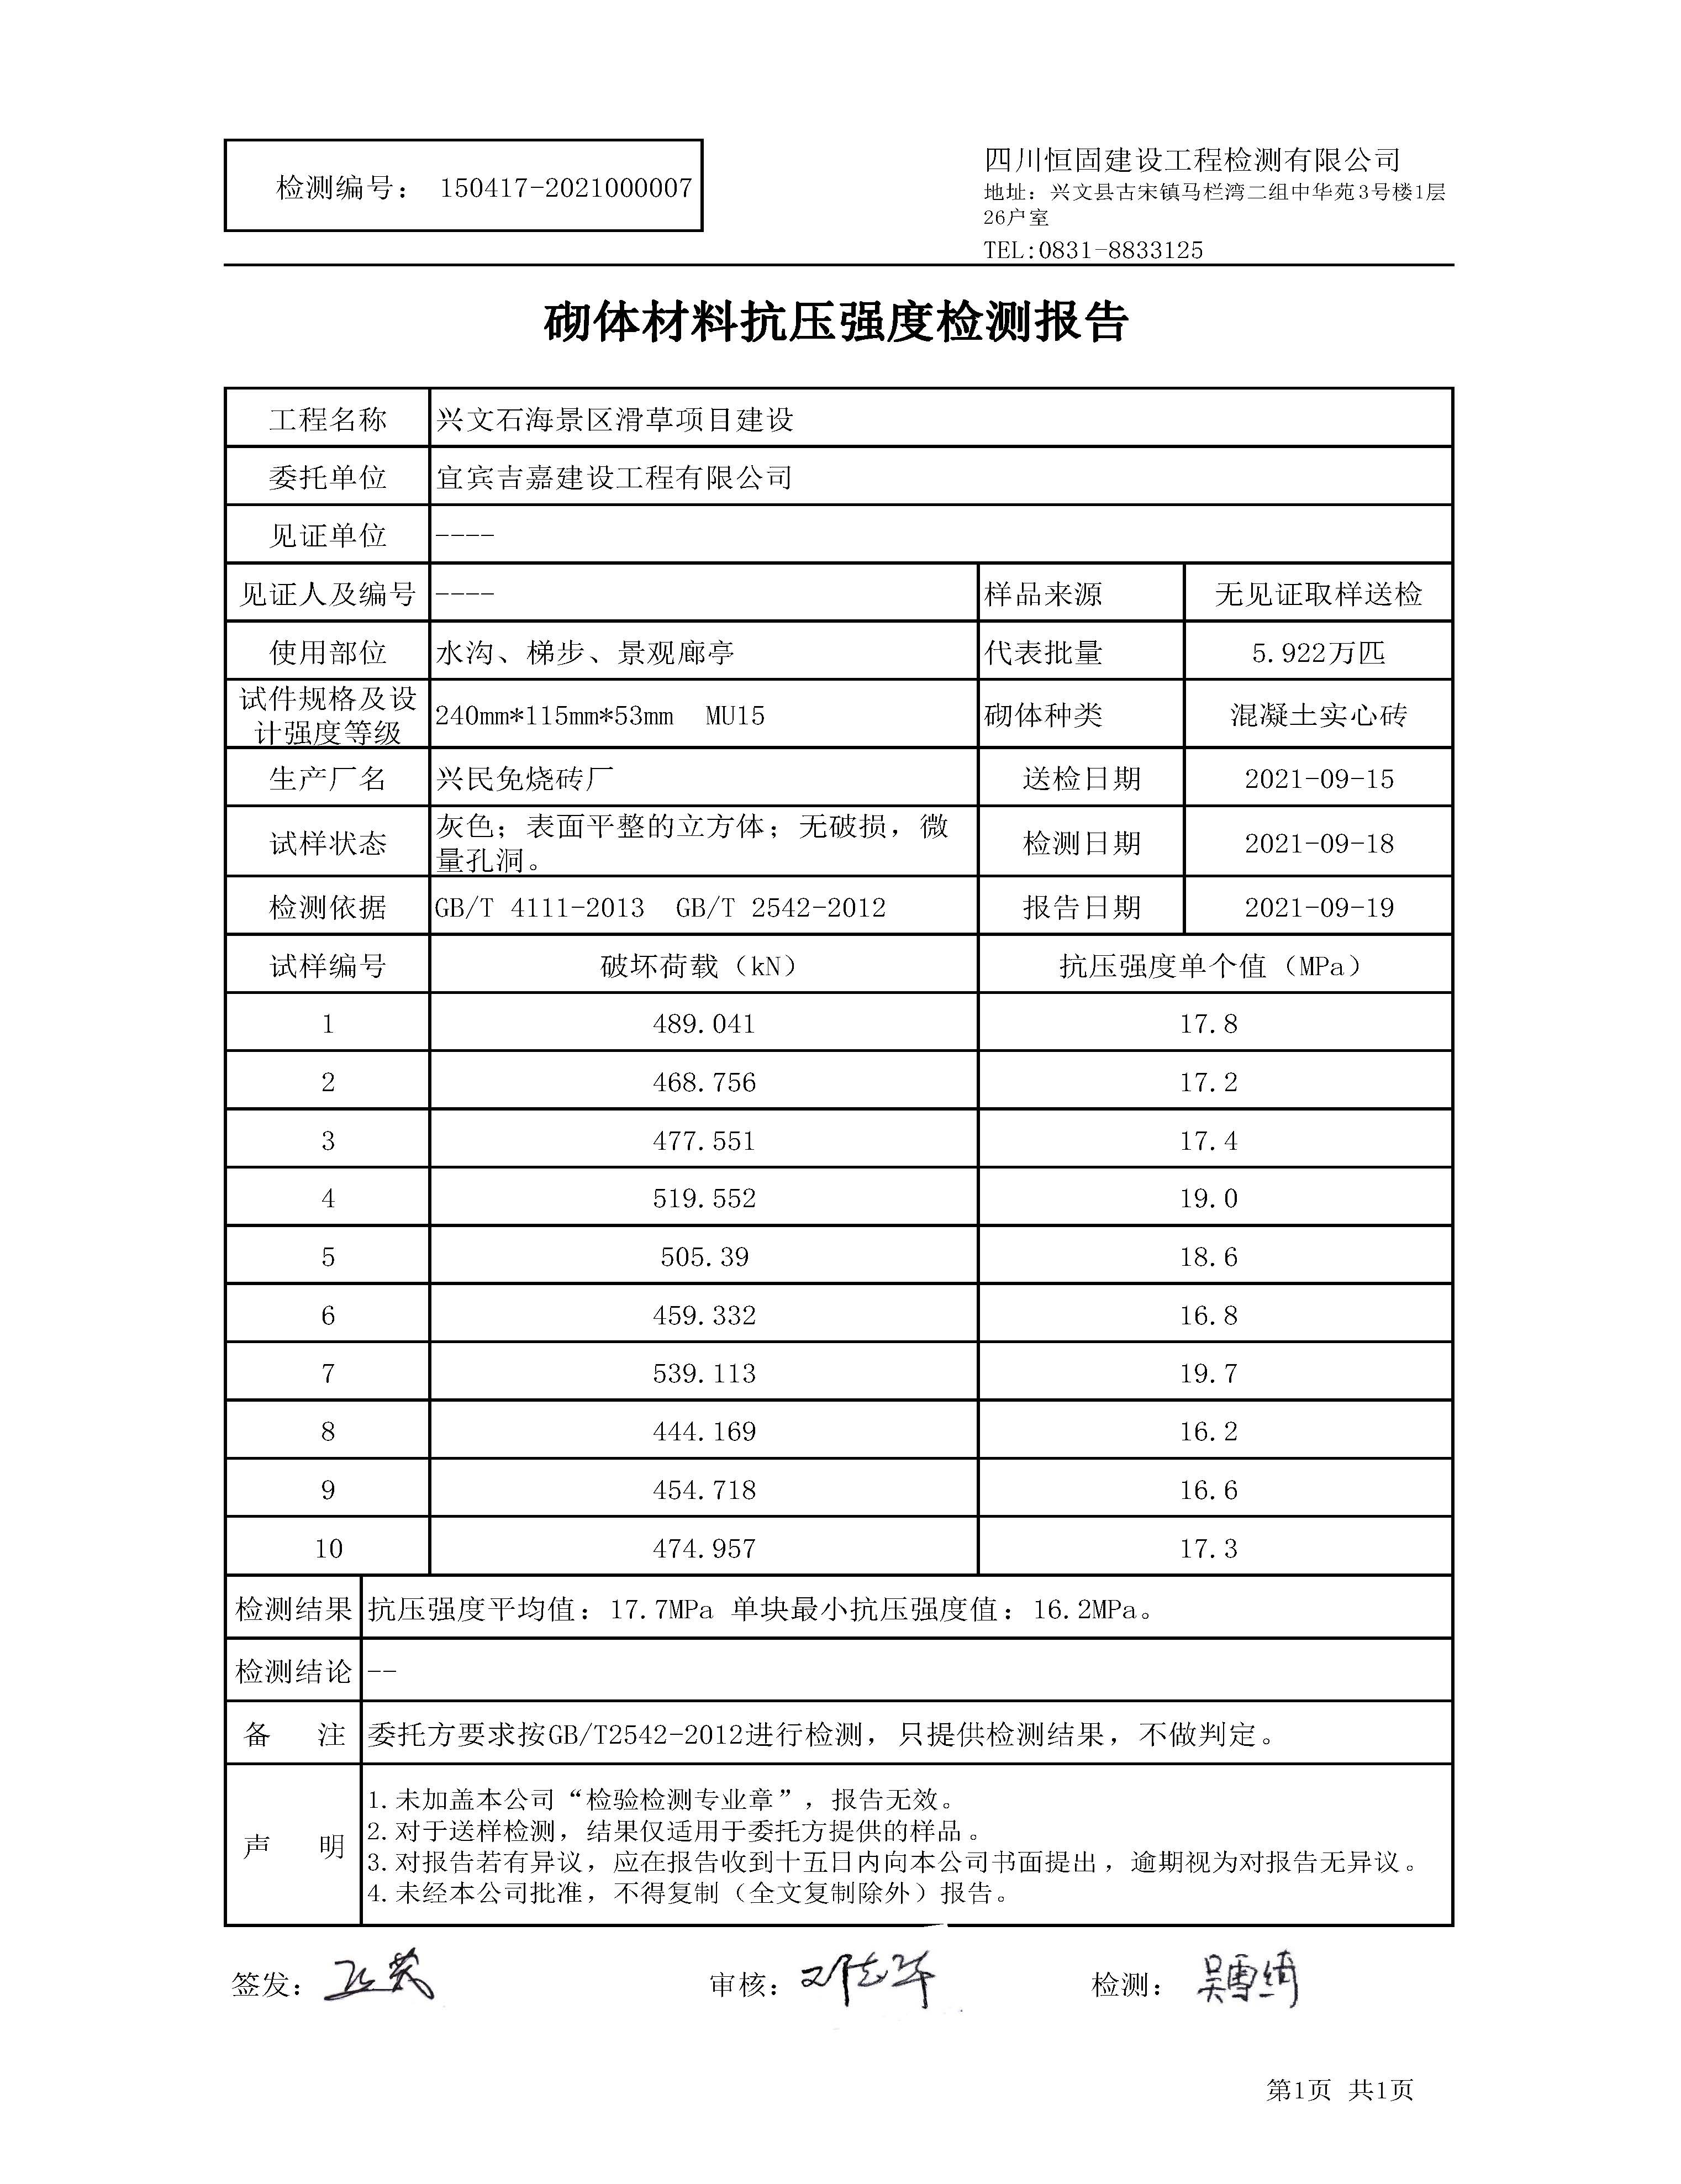 检测编号： 150417-2021000007
四川恒固建设工程检测有限公司
地址：兴文县古宋镇马栏湾二组中华苑3号楼1层
26户室
TEL:0831-8833125
砌体材料抗压强度检测报告
工程名称 兴文石海景区滑草项目建设
委托单位 宜宾吉嘉建设工程有限公司
见证单位 ----
见证人及编号 ---- 样品来源 无见证取样送检
使用部位 水沟、梯步、景观廊亭 代表批量 5.922万匹
试件规格及设
计强度等级 240mm*115mm*53mm MU15 砌体种类 混凝土实心砖
生产厂名 兴民免烧砖厂 送检日期 2021-09-15
试样状态 灰色；表面平整的立方体；无破损，微
量孔洞。 检测日期 2021-09-18
检测依据 GB/T 4111-2013 GB/T 2542-2012 报告日期 2021-09-19
试样编号 破坏荷载（kN） 抗压强度单个值（MPa）
1 489.041 17.8
2 468.756 17.2
3 477.551 17.4
4 519.552 19.0
5 505.39 18.6
6 459.332 16.8
7 539.113 19.7
8 444.169 16.2
9 454.718 16.6
10 474.957 17.3
检测结果 抗压强度平均值：17.7MPa 单块最小抗压强度值：16.2MPa。
检测结论 --
备 注 委托方要求按GB/T2542-2012进行检测，只提供检测结果，不做判定。
声 明
1.未加盖本公司“检验检测专业章”，报告无效。
2.对于送样检测，结果仅适用于委托方提供的样品。
3.对报告若有异议，应在报告收到十五日内向本公司书面提出，逾期视为对报告无异议。
4.未经本公司批准，不得复制（全文复制除外）报告。
签发： 审核：邓志华 检测：吴雪绮
第1页 共1页